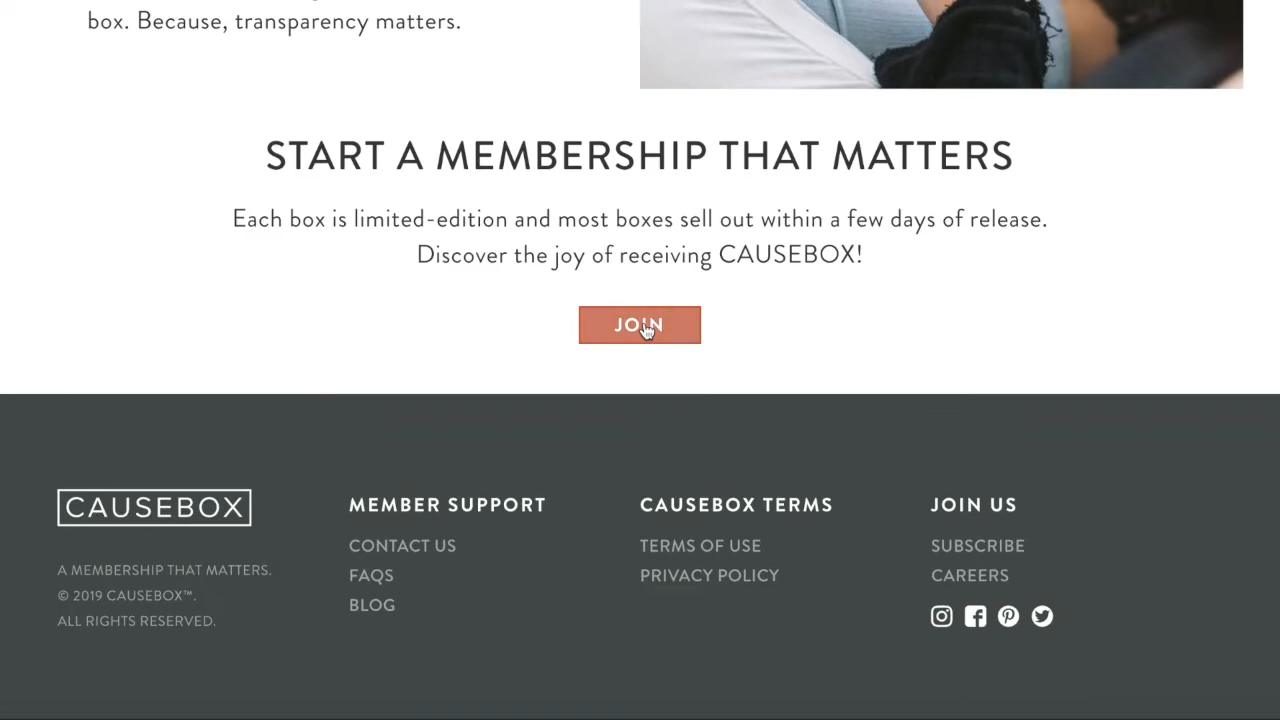 box. Because, transparency matters.
START A MEMBERSHIP THAT MATTERS
Each box is limited-edition and most boxes sell out within a few days of release.
Discover the joy of receiving CAUSEBOX!
JOIN
CAUSEBOX
A MEMBERSHIP THAT MATTERS.
© 2019 CAUSEBOX™.
ALL RIGHTS RESERVED.
MEMBER SUPPORT
CONTACT US
FAQS
BLOG
CAUSEBOX TERMS
TERMS OF USE
PRIVACY POLICY
JOIN US
SUBSCRIBE
CAREERS